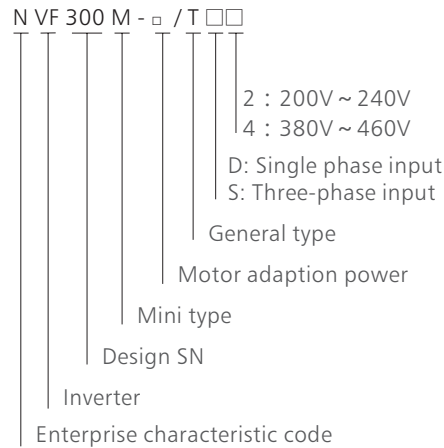 N VF 300 M - □ / T □□
2：200V～240V
4：380V～460V
D: Single phase input
S: Three-phase input
General type
Motor adaption power
Mini type
Design SN
Inverter
Enterprise characteristic code